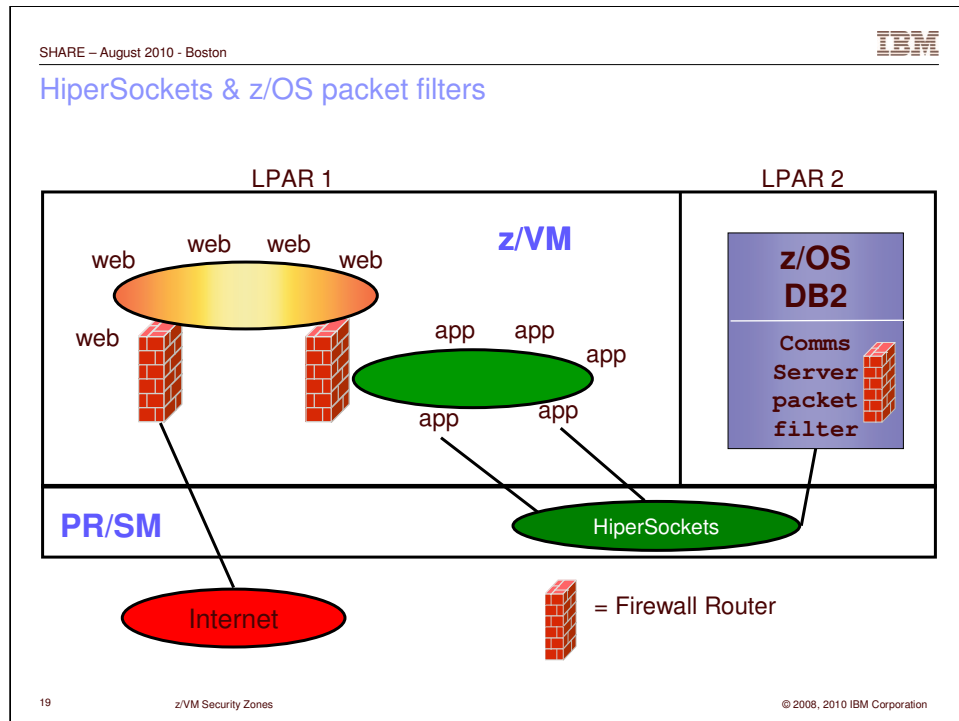 SHARE – August 2010 - Boston
IBM
HiperSockets & z/OS packet filters
LPAR 1
LPAR 2
z/VM
web
web
web
web
web
app
app
app
app
app
z/OS
DB2
Comms
Server
packet
filter
PR/SM
HiperSockets
Internet
= Firewall Router
19
z/VM Security Zones
© 2008, 2010 IBM Corporation